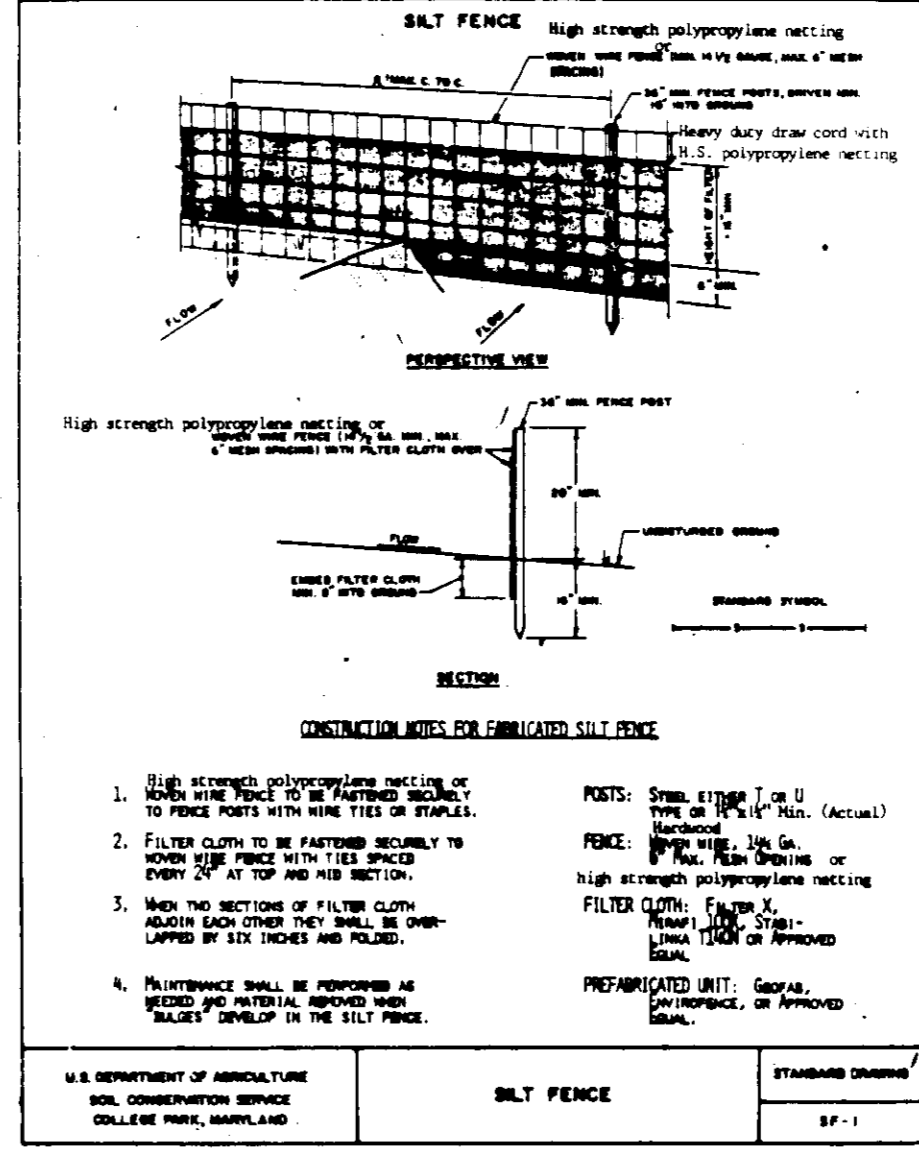 SILT FENCE
High strength polypropylene netting
or
WOVEN WIRE FENCE (MIN. 14 1/2 GAUGE, MAX. 6" MESH
SPACING)
MAX. C. TO C.
36" MIN. FENCE POSTS, DRIVEN MIN.
16" INTO GROUND
Heavy duty draw cord with
H.S. polypropylene netting
HEIGHT OF FILTER
16" MIN.
8" MIN.
FLOW
FLOW
PERSPECTIVE VIEW
36" MIN. FENCE POST
High strength polypropylene netting or
WOVEN WIRE FENCE (14 1/2 GA. MIN., MAX.
6" MESH SPACING) WITH FILTER CLOTH OVER
20" MIN.
UNDISTURBED GROUND
FLOW
EMBED FILTER CLOTH
MIN. 8" INTO GROUND
16" MIN.
STANDARD SYMBOL
S S
SECTION
CONSTRUCTION NOTES FOR FABRICATED SILT FENCE
High strength polypropylene netting or
1. WOVEN WIRE FENCE TO BE FASTENED SECURELY
TO FENCE POSTS WITH WIRE TIES OR STAPLES.
2. FILTER CLOTH TO BE FASTENED SECURELY TO
WOVEN WIRE FENCE WITH TIES SPACED
EVERY 24" AT TOP AND MID SECTION.
3. WHEN TWO SECTIONS OF FILTER CLOTH
ADJOIN EACH OTHER THEY SHALL BE OVER-
LAPPED BY SIX INCHES AND FOLDED.
4. MAINTENANCE SHALL BE PERFORMED AS
NEEDED AND MATERIAL REMOVED WHEN
"BULGES" DEVELOP IN THE SILT FENCE.
POSTS: STEEL EITHER T OR U
TYPE OR Min. (Actual)
Hardwood
FENCE: WOVEN WIRE, 14½ GA.
MAX. MESH OPENING or
high strength polypropylene netting
FILTER CLOTH: FILTER X,
MIRAFI 100X, STABI-
LINKA T140N OR APPROVED
EQUAL
PREFABRICATED UNIT: GEOFAB,
ENVIROFENCE, OR APPROVED
EQUAL.
U.S. DEPARTMENT OF AGRICULTURE
SOIL CONSERVATION SERVICE
COLLEGE PARK, MARYLAND
SILT FENCE
STANDARD DRAWING
SF-1